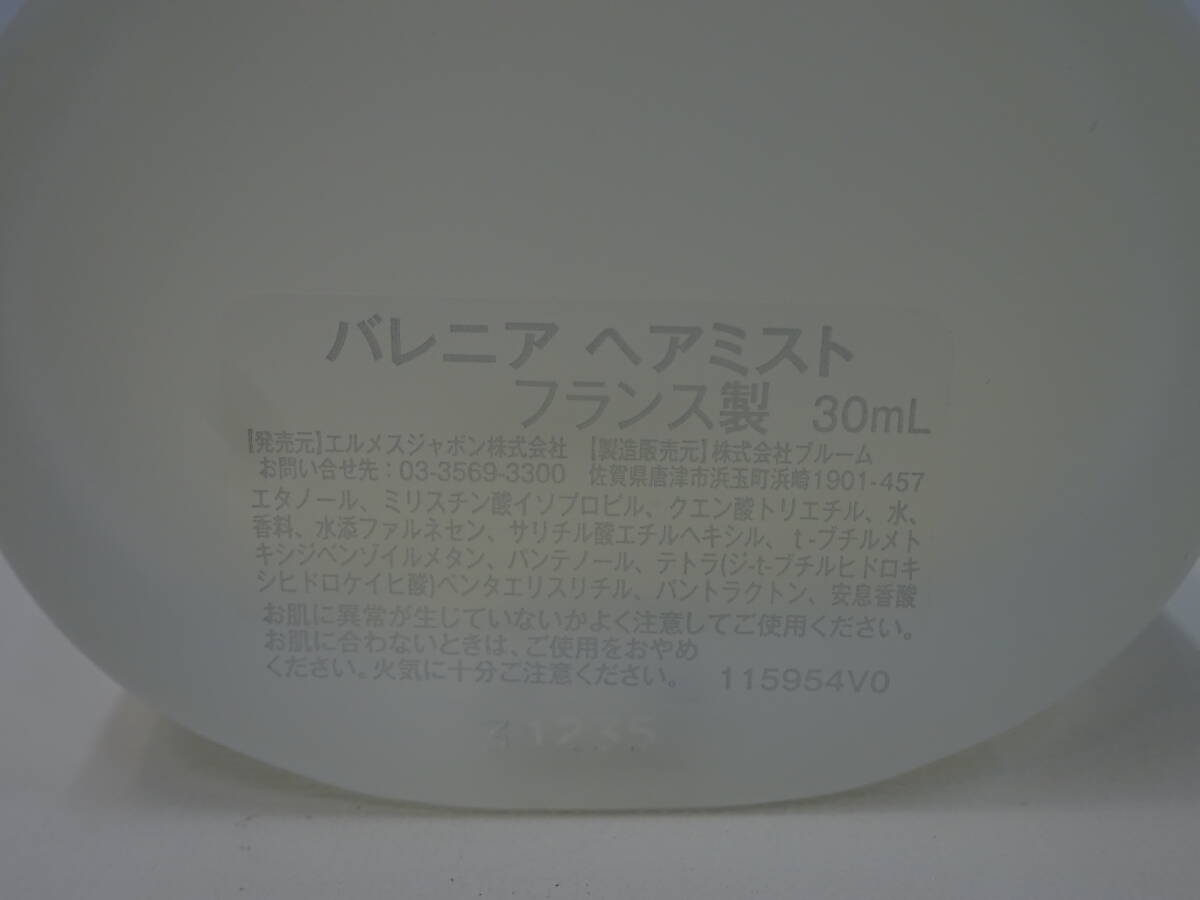 バレニア ヘアミスト
フランス製 30mL
【発売元】エルメスジャポン株式会社 【製造販売元】株式会社ブルーム
お問い合せ先：03-3569-3300 佐賀県唐津市浜玉町浜崎1901-457
エタノール、ミリスチン酸イソプロピル、クエン酸トリエチル、水、
香料、水添ファルネセン、サリチル酸エチルヘキシル、t-ブチルメト
キシジベンゾイルメタン、パンテノール、テトラ(ジ-t-ブチルヒドロキ
シヒドロケイヒ酸)ペンタエリスリチル、パントラクトン、安息香酸
お肌に異常が生じていないかよく注意してご使用ください。
お肌に合わないときは、ご使用をおやめ
ください。火気に十分ご注意ください。 115954V0